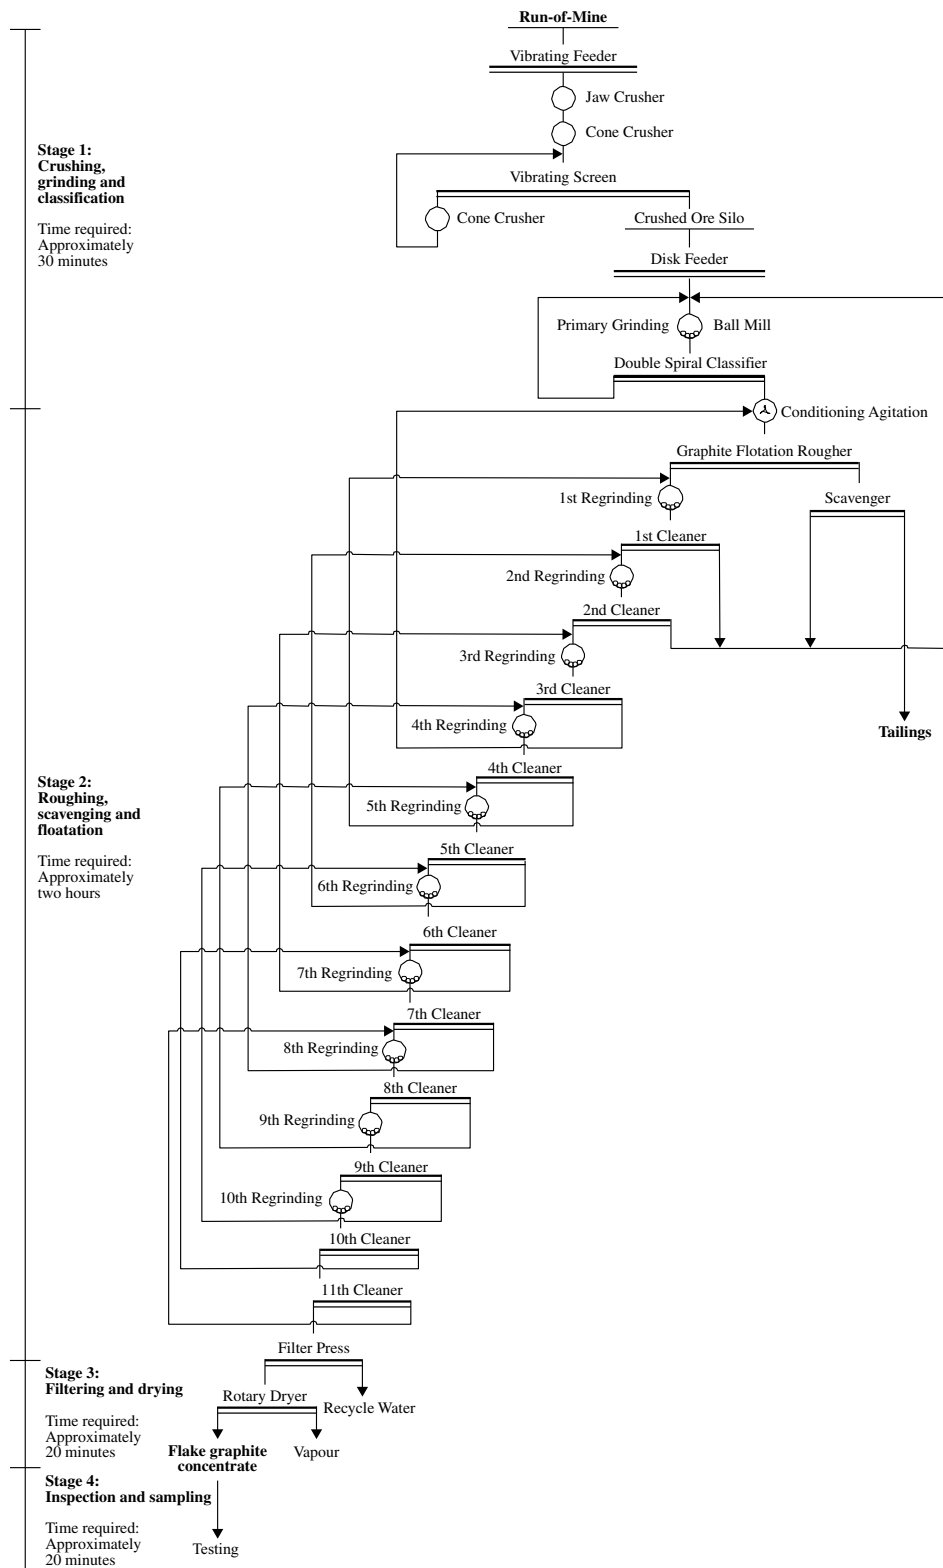 Run-of-Mine
Vibrating Feeder
Jaw Crusher
Cone Crusher
Stage 1:
Crushing,
grinding and
classification
Time required:
Approximately
30 minutes
Vibrating Screen
Cone Crusher
Crushed Ore Silo
Disk Feeder
Primary Grinding
Ball Mill
Double Spiral Classifier
Conditioning Agitation
Graphite Flotation Rougher
1st Regrinding
Scavenger
1st Cleaner
2nd Regrinding
2nd Cleaner
3rd Regrinding
3rd Cleaner
4th Regrinding
Tailings
Stage 2:
Roughing,
scavenging and
floatation
Time required:
Approximately
two hours
4th Cleaner
5th Regrinding
5th Cleaner
6th Regrinding
6th Cleaner
7th Regrinding
7th Cleaner
8th Regrinding
8th Cleaner
9th Regrinding
9th Cleaner
10th Regrinding
10th Cleaner
11th Cleaner
Filter Press
Stage 3:
Filtering and drying
Time required:
Approximately
20 minutes
Rotary Dryer
Recycle Water
Flake graphite
concentrate
Vapour
Stage 4:
Inspection and sampling
Time required:
Approximately
20 minutes
Testing